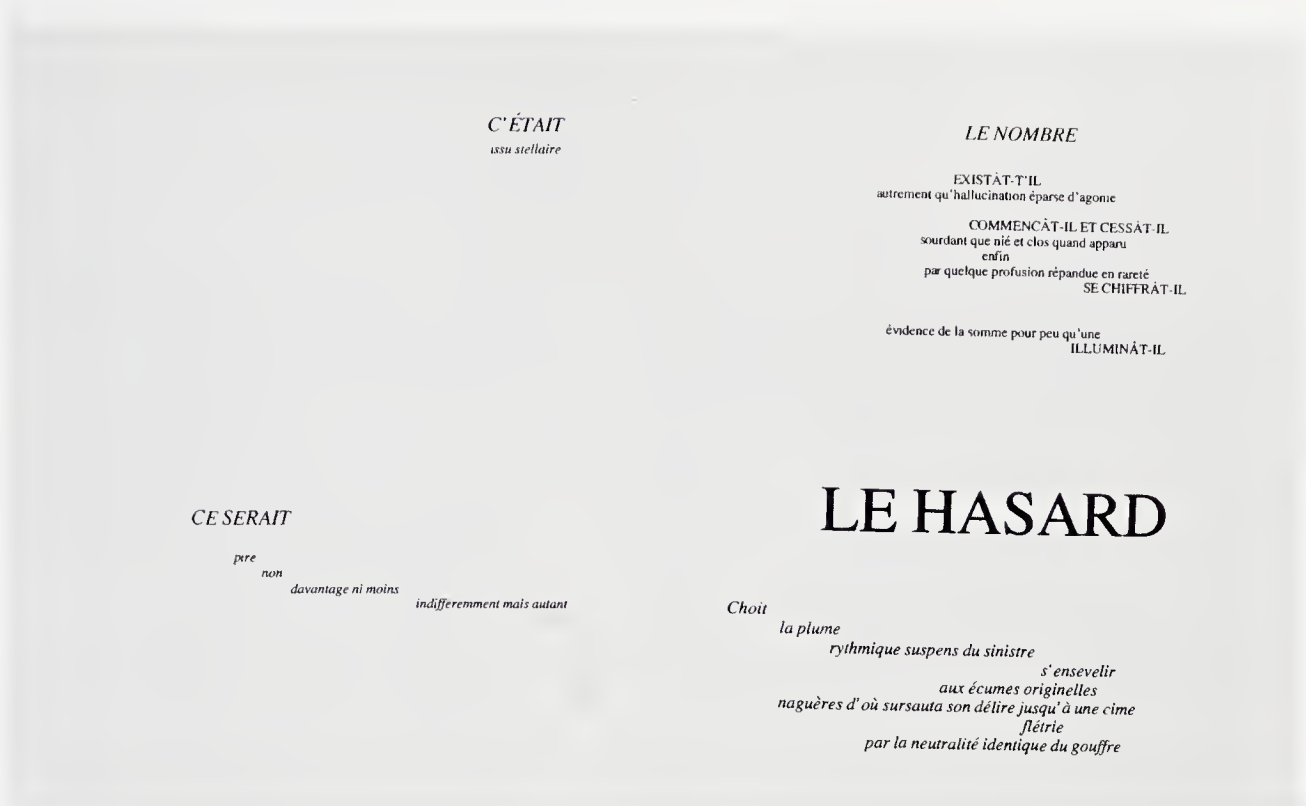 C'ÉTAIT
issu stellaire
LE NOMBRE
EXISTÂT-T'IL
autrement qu'hallucination éparse d'agonie
COMMENCÂT-IL ET CESSÂT-IL
sourdant que nié et clos quand apparu
enfin
par quelque profusion répandue en rareté
SE CHIFFRÂT-IL
évidence de la somme pour peu qu'une
ILLUMINÂT-IL
CE SERAIT
pire
non
davantage ni moins
indifferemment mais autant
LE HASARD
Choit
la plume
rythmique suspens du sinistre
s'ensevelir
aux écumes originelles
naguères d'où sursauta son délire jusqu'à une cime
flétrie
par la neutralité identique du gouffre